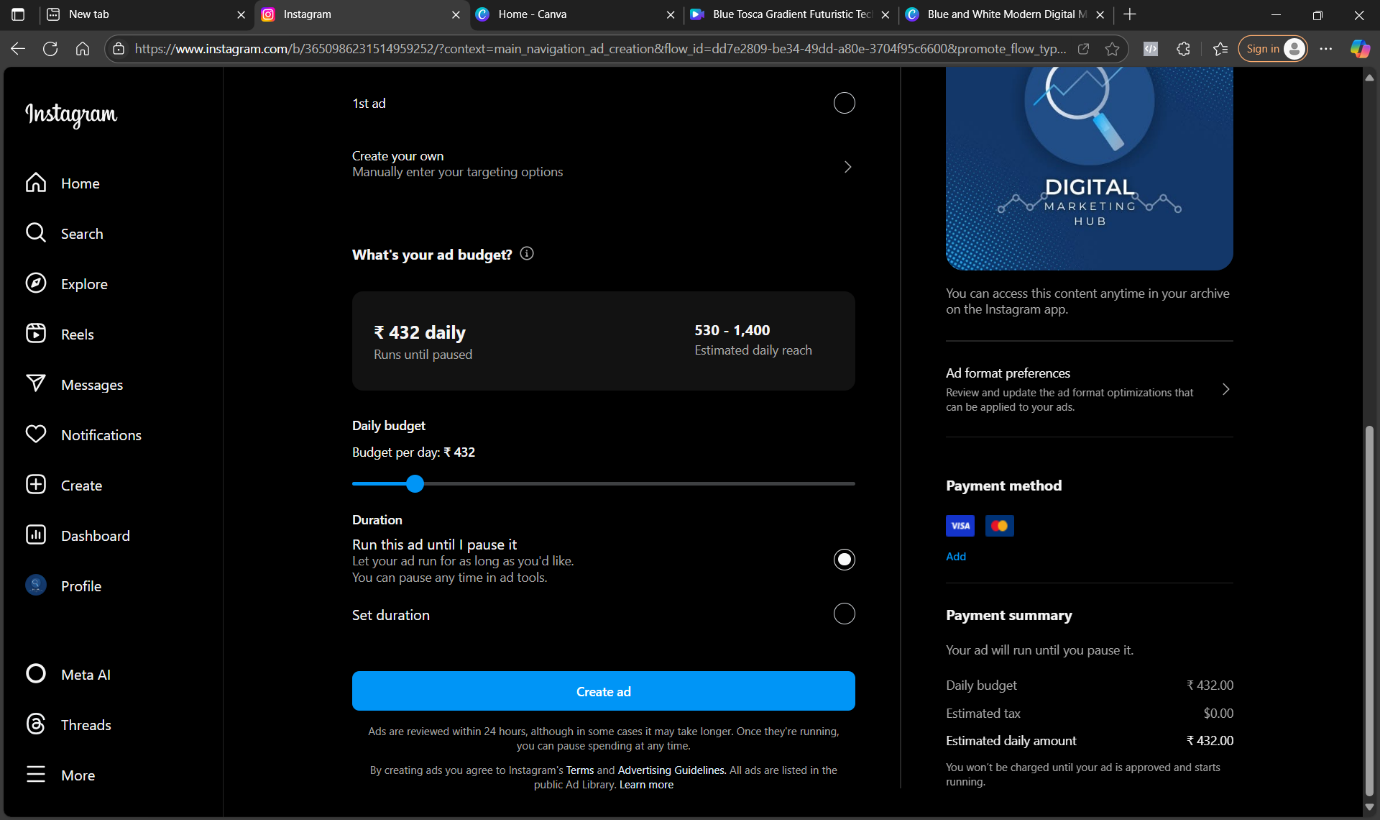 New tab
Instagram
Home - Canva
Blue Tosca Gradient Futuristic Tec
Blue and White Modern Digital M
https://www.instagram.com/b/3650986231514959252/?context=main_navigation_ad_creation&flow_id=dd7e2809-be34-49dd-a80e-3704f95c66008&promote_flow_typ...
Sign in
Instagram
Home
Search
Explore
Reels
Messages
Notifications
Create
Dashboard
Profile
Meta AI
Threads
More
1st ad
Create your own
Manually enter your targeting options
What's your ad budget?
₹ 432 daily
Runs until paused
530 - 1,400
Estimated daily reach
Daily budget
Budget per day: ₹ 432
Duration
Run this ad until I pause it
Let your ad run for as long as you'd like.
You can pause any time in ad tools.
Set duration
Create ad
Ads are reviewed within 24 hours, although in some cases it may take longer. Once they're running,
you can pause spending at any time.
By creating ads you agree to Instagram's Terms and Advertising Guidelines. All ads are listed in the
public Ad Library. Learn more
DIGITAL
MARKETING
HUB
You can access this content anytime in your archive
on the Instagram app.
Ad format preferences
Review and update the ad format optimizations that
can be applied to your ads.
Payment method
VISA
Add
Payment summary
Your ad will run until you pause it.
Daily budget ₹ 432.00
Estimated tax $0.00
Estimated daily amount ₹ 432.00
You won't be charged until your ad is approved and starts
running.